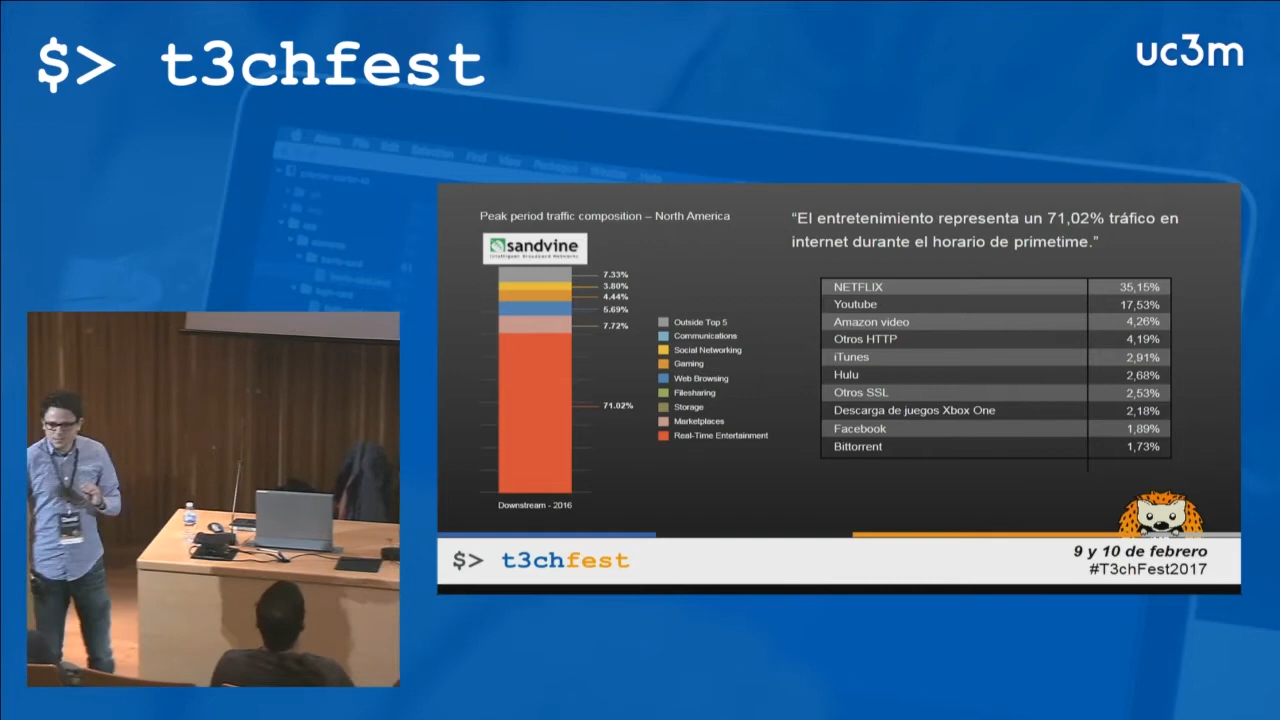 $> t3chfest
uc3m
Peak period traffic composition – North America
sandvine
7.33%
3.80%
4.44%
5.69%
7.72%
71.02%
Downstream - 2016
Outside Top 5
Communications
Social Networking
Gaming
Web Browsing
Filesharing
Storage
Marketplaces
Real-Time Entertainment
“El entretenimiento representa un 71,02% tráfico en
internet durante el horario de primetime.”
NETFLIX 35,15%
Youtube 17,53%
Amazon video 4,26%
Otros HTTP 4,19%
iTunes 2,91%
Hulu 2,68%
Otros SSL 2,53%
Descarga de juegos Xbox One 2,18%
Facebook 1,89%
Bittorrent 1,73%
$> t3chfest
9 y 10 de febrero
#T3chFest2017